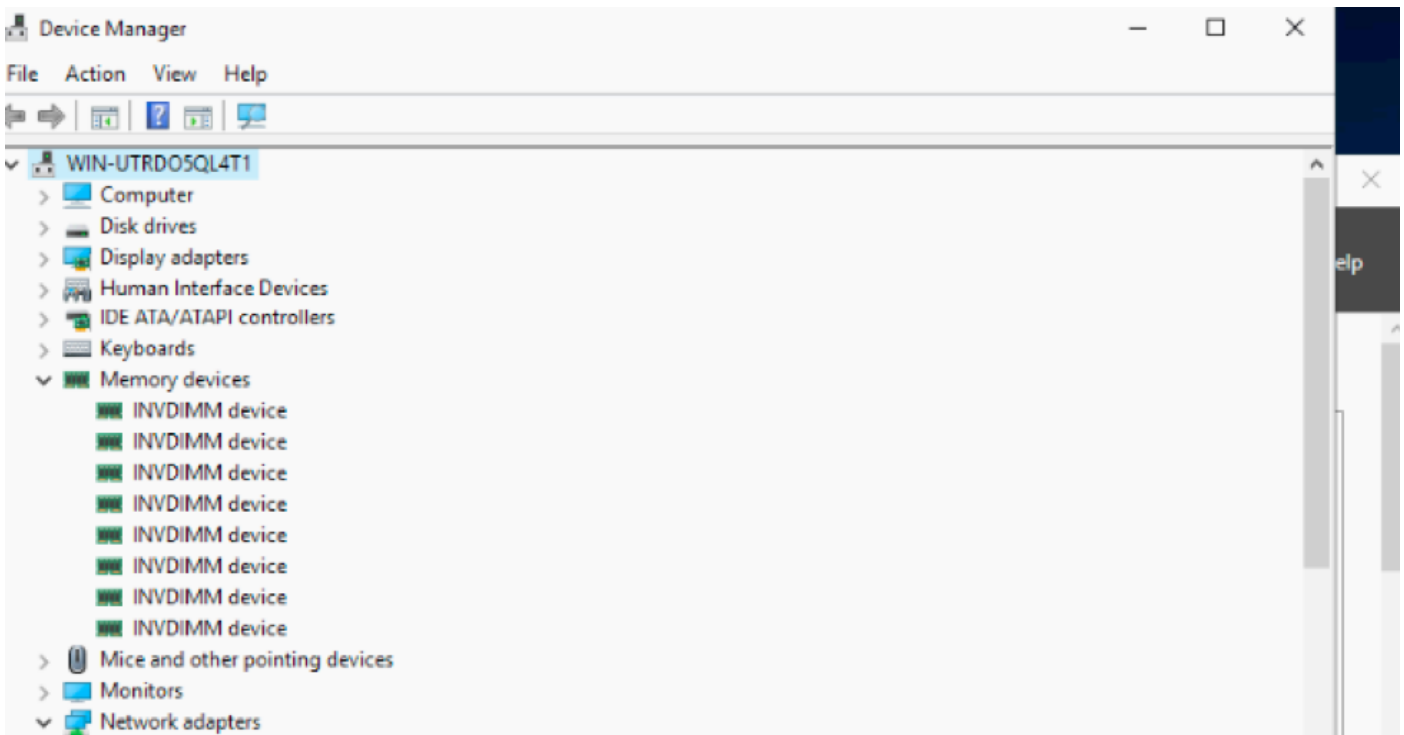 Device Manager
File Action View Help
WIN-UTRDO5QL4T1
Computer
Disk drives
Display adapters
elp
Human Interface Devices
IDE ATA/ATAPI controllers
Keyboards
Memory devices
INVDIMM device
INVDIMM device
INVDIMM device
INVDIMM device
INVDIMM device
INVDIMM device
INVDIMM device
INVDIMM device
Mice and other pointing devices
Monitors
Network adapters